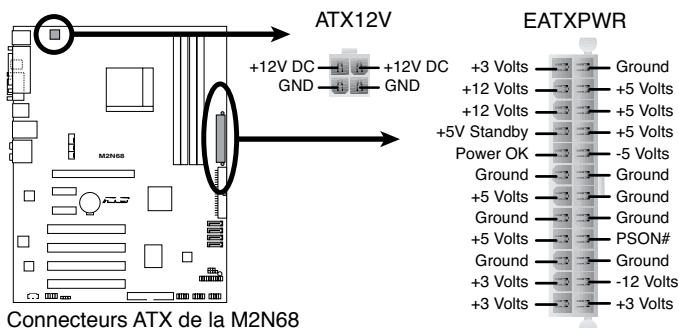 ATX12V
EATXPWR
+12V DC +12V DC
GND GND
+3 Volts Ground
+12 Volts +5 Volts
+12 Volts +5 Volts
+5V Standby +5 Volts
Power OK -5 Volts
Ground Ground
+5 Volts Ground
Ground Ground
+5 Volts PSON#
Ground Ground
+3 Volts -12 Volts
+3 Volts +3 Volts
M2N68
ASUS
Connecteurs ATX de la M2N68